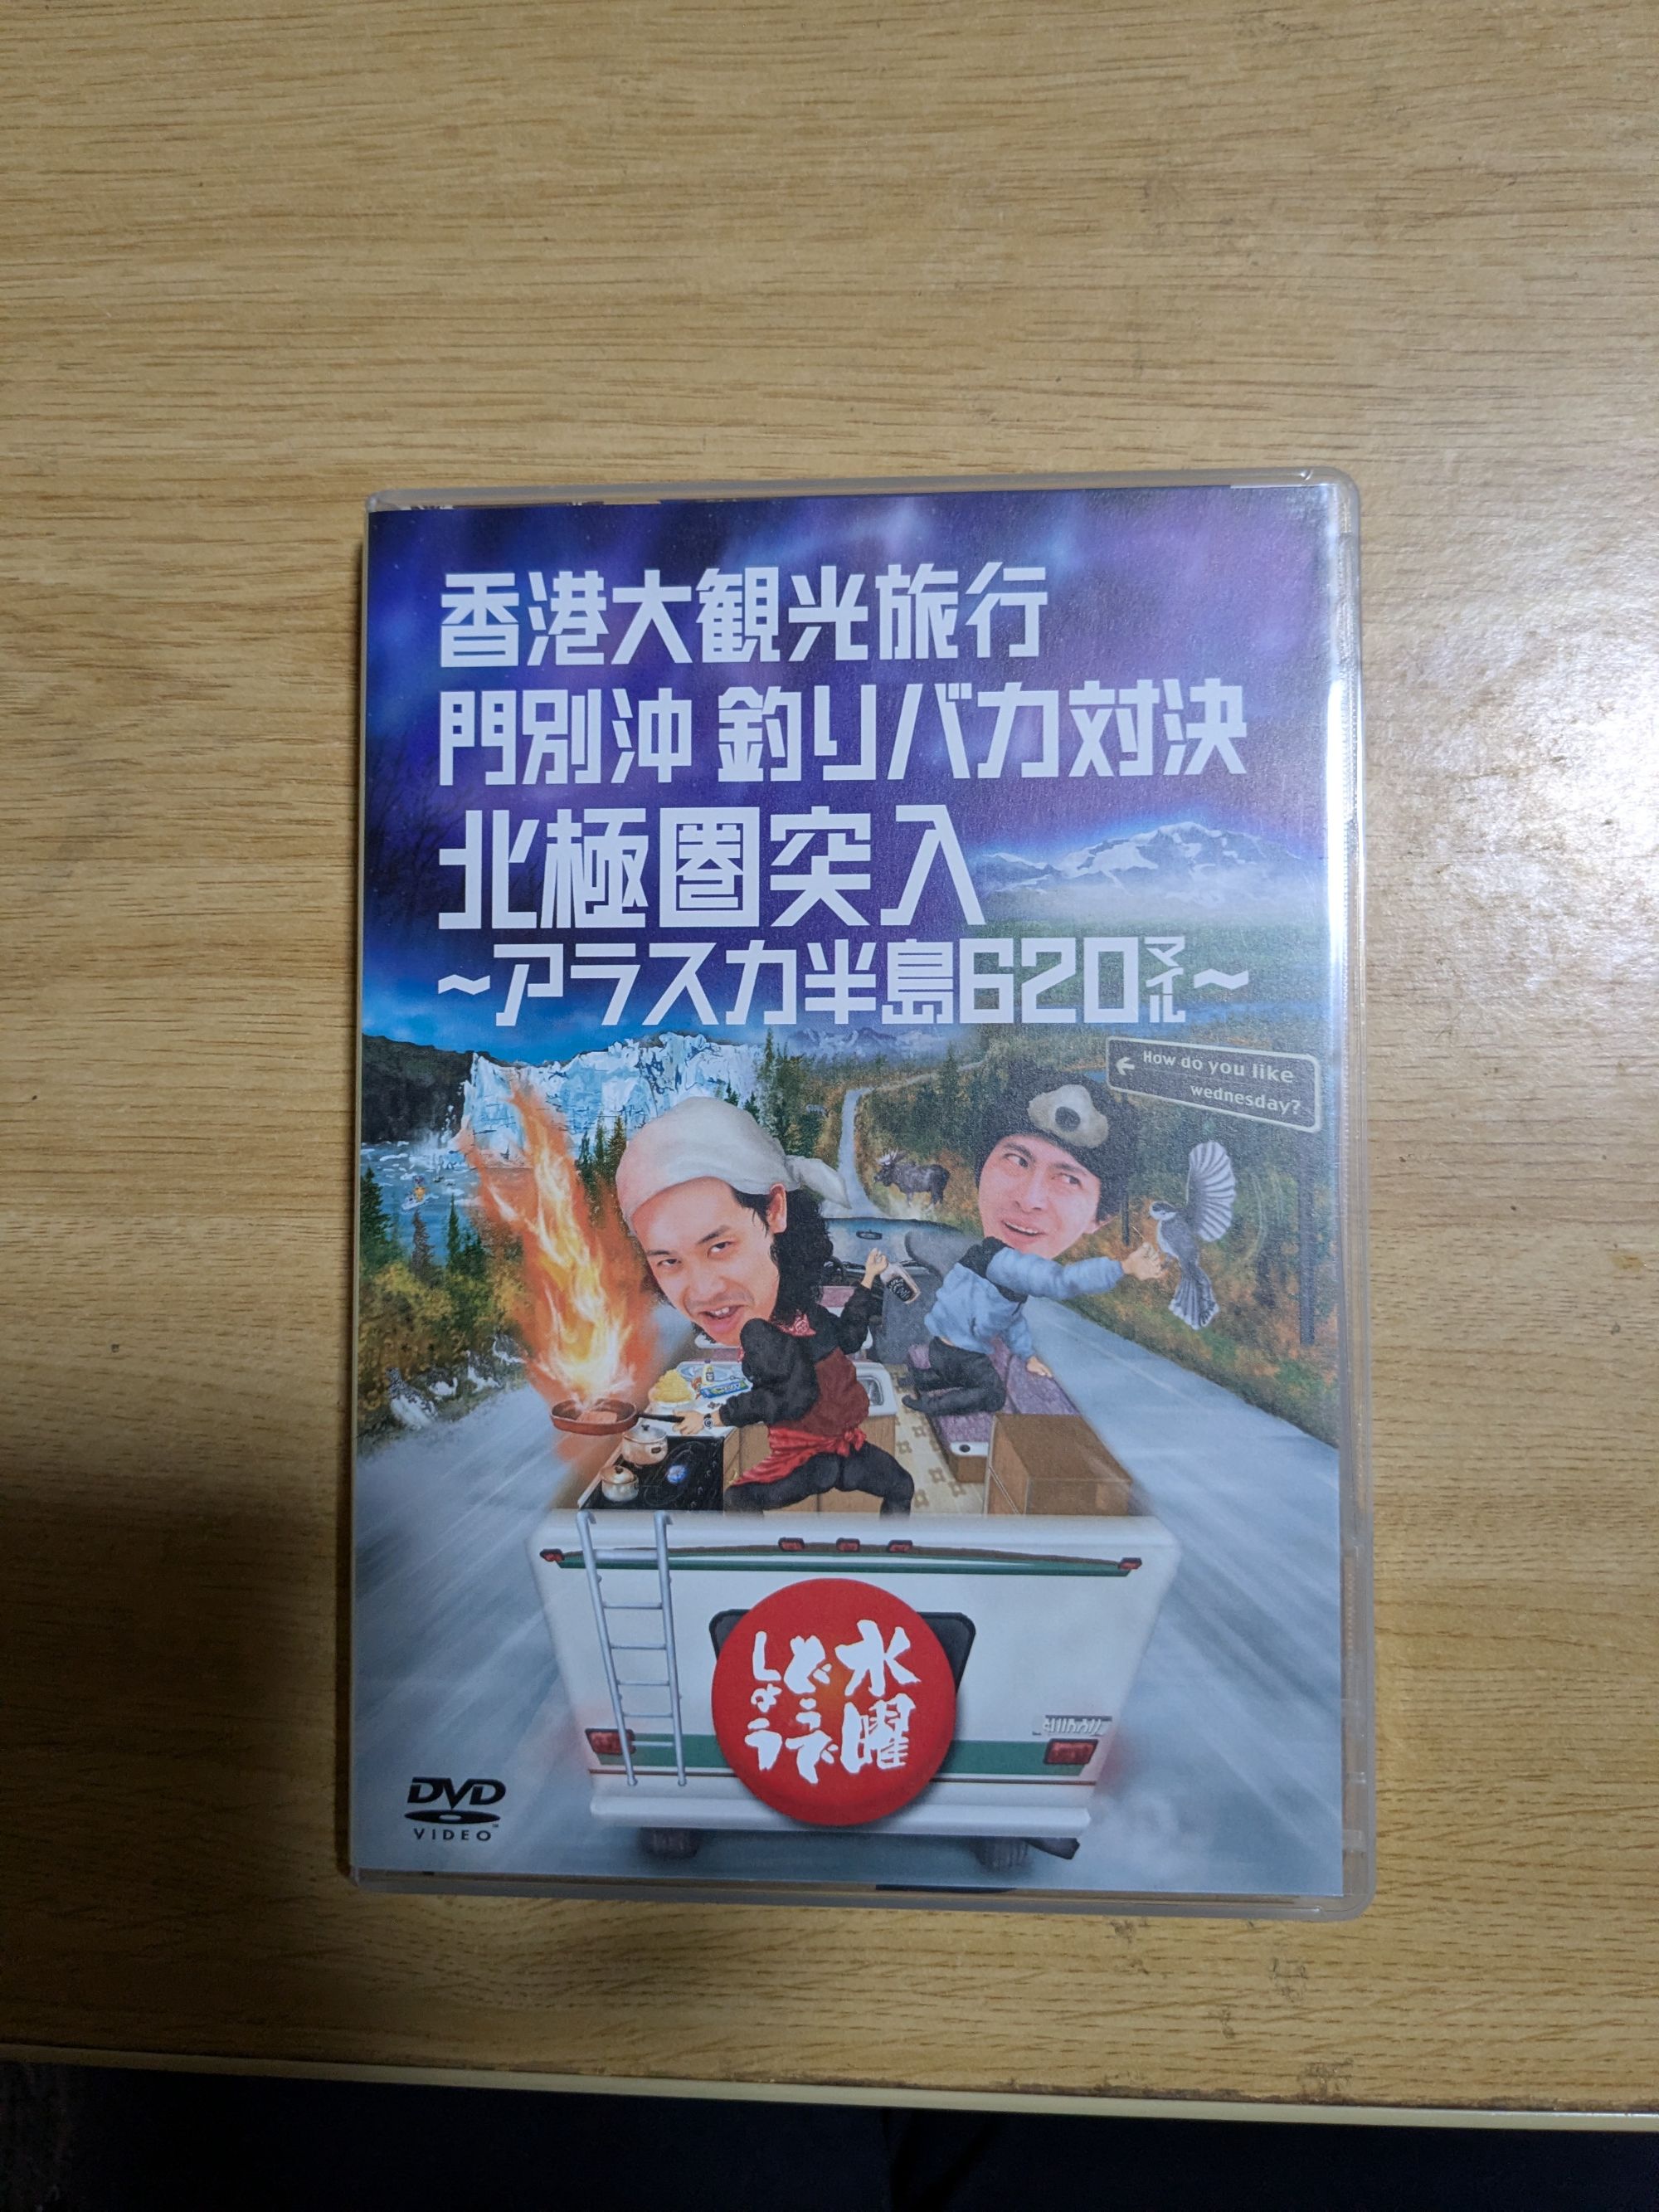 香港大観光旅行
門別沖 釣りバカ対決
北極圏突入
~アラスカ半島620マイル~
How do you like
wednesday?
水曜
どうで
しょう
DVD
VIDEO